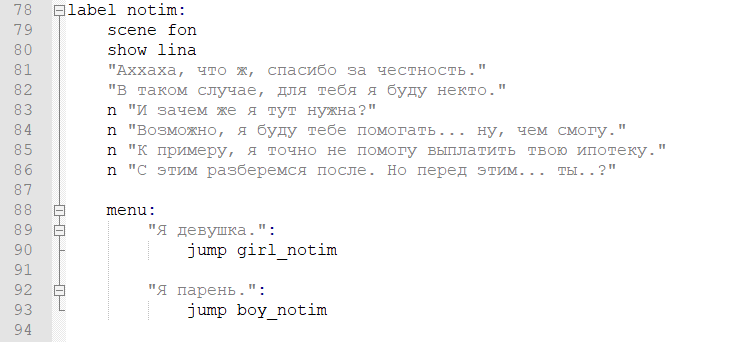 78 label notim:
79     scene fon
80     show lina
81     "Аххаха, что ж, спасибо за честность."
82     "В таком случае, для тебя я буду некто."
83     n "И зачем же я тут нужна?"
84     n "Возможно, я буду тебе помогать... ну, чем смогу."
85     n "К примеру, я точно не помогу выплатить твою ипотеку."
86     n "С этим разберемся после. Но перед этим... ты..?"
87
88     menu:
89         "Я девушка.":
90             jump girl_notim
91
92         "Я парень.":
93             jump boy_notim
94